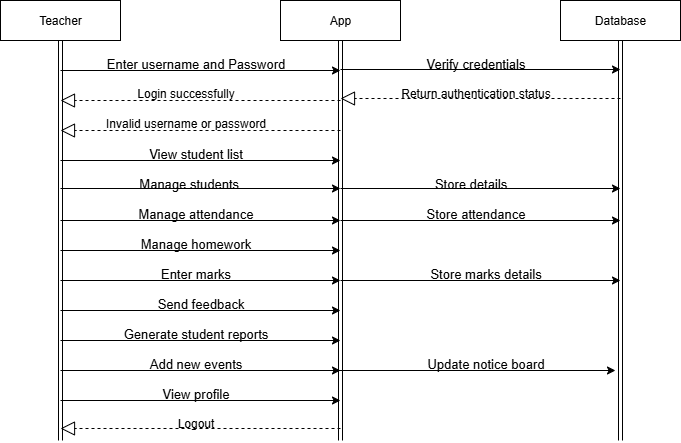 Teacher
App
Database
Enter username and Password
Verify credentials
Login successfully
Return authentication status
Invalid username or password
View student list
Manage students
Store details
Manage attendance
Store attendance
Manage homework
Enter marks
Store marks details
Send feedback
Generate student reports
Add new events
Update notice board
View profile
Logout